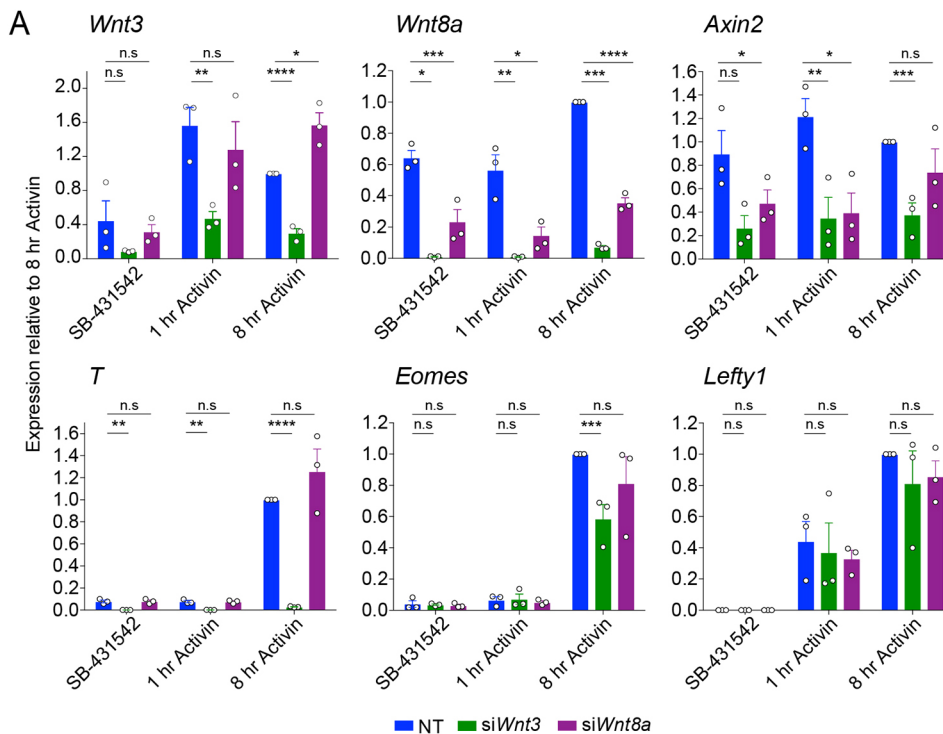 A
Wnt3
Wnt8a
Axin2
Expression relative to 8 hr Activin
n.s
n.s
n.s
**
*
****
2.0
1.6
1.2
0.8
0.4
0.0
SB-431542
1 hr Activin
8 hr Activin
***
*
*
**
****
***
1.2
1.0
0.8
0.6
0.4
0.2
0.0
SB-431542
1 hr Activin
8 hr Activin
*
n.s
*
**
n.s
***
1.6
1.4
1.2
1.0
0.8
0.6
0.4
0.2
0.0
SB-431542
1 hr Activin
8 hr Activin
T
Eomes
Lefty1
n.s
**
n.s
**
n.s
****
1.6
1.4
1.2
1.0
0.8
0.6
0.4
0.2
0.0
SB-431542
1 hr Activin
8 hr Activin
n.s
n.s
n.s
n.s
n.s
***
1.2
1.0
0.8
0.6
0.4
0.2
0.0
SB-431542
1 hr Activin
8 hr Activin
n.s
n.s
n.s
n.s
n.s
n.s
1.2
1.0
0.8
0.6
0.4
0.2
0.0
SB-431542
1 hr Activin
8 hr Activin
NT siWnt3 siWnt8a